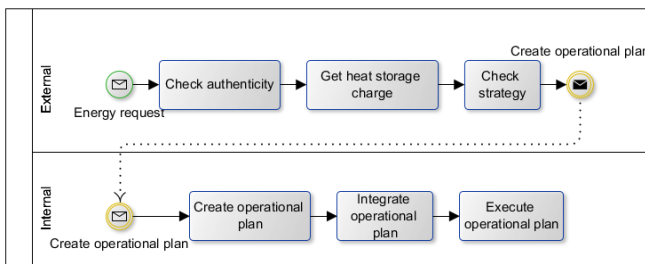 External
Create operational plan
Check authenticity
Get heat storage
charge
Check
strategy
Energy request
Internal
Create operational
plan
Integrate
operational
plan
Execute
operational plan
Create operational plan